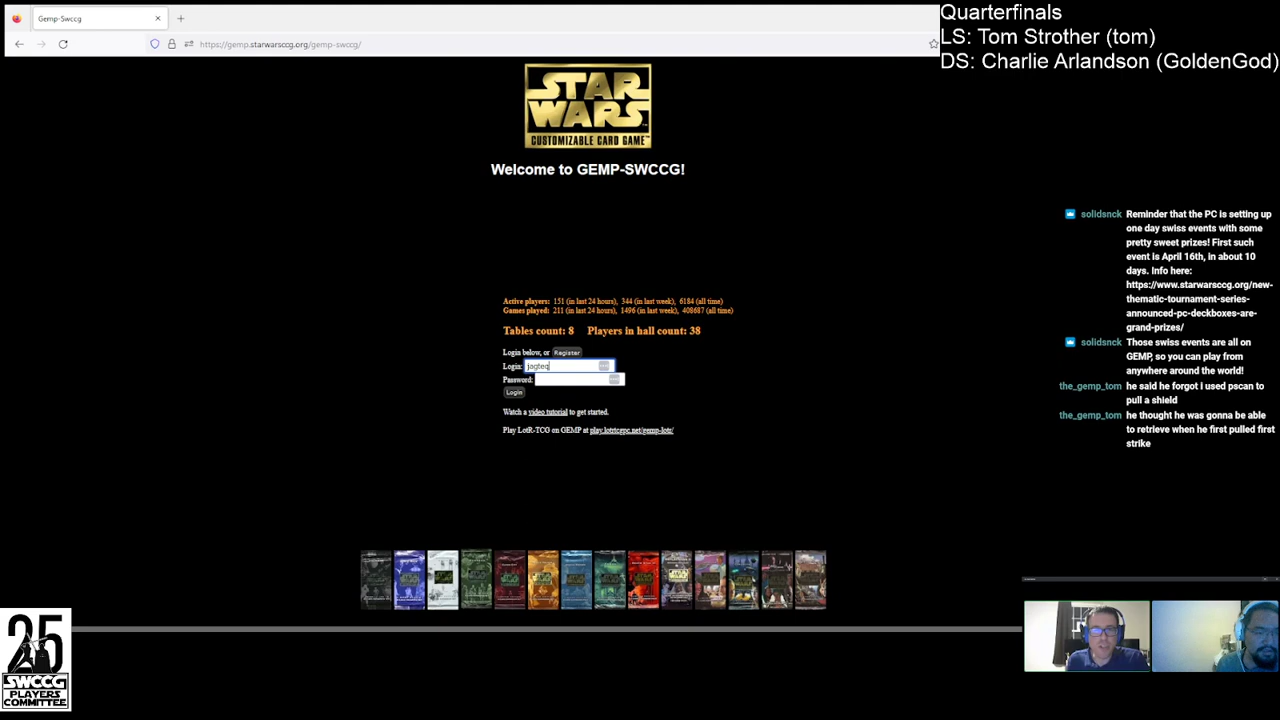 Gemp-Swccg
https://gemp.starwarsccg.org/gemp-swccg/
Quarterfinals
LS: Tom Strother (tom)
DS: Charlie Arlandson (GoldenGod)
STAR
WARS
CUSTOMIZABLE CARD GAME™
Welcome to GEMP-SWCCG!
Active players: 151 (in last 24 hours), 344 (in last week), 6184 (all time)
Games played: 211 (in last 24 hours), 1496 (in last week), 408687 (all time)
Tables count: 8 Players in hall count: 38
Login below, or Register
Login: jagteq
Password:
Login
Watch a video tutorial to get started.
Play LotR-TCG on GEMP at play.lotrtcgpc.net/gemp-lotr/
solidsnck Reminder that the PC is setting up
one day swiss events with some
pretty sweet prizes! First such
event is April 16th, in about 10
days. Info here:
https://www.starwarsccg.org/new-
thematic-tournament-series-
announced-pc-deckboxes-are-
grand-prizes/
solidsnck Those swiss events are all on
GEMP, so you can play from
anywhere around the world!
the_gemp_tom he said he forgot i used pscan to
pull a shield
the_gemp_tom he thought he was gonna be able
to retrieve when he first pulled first
strike
25
SWCCG
PLAYERS
COMMITTEE